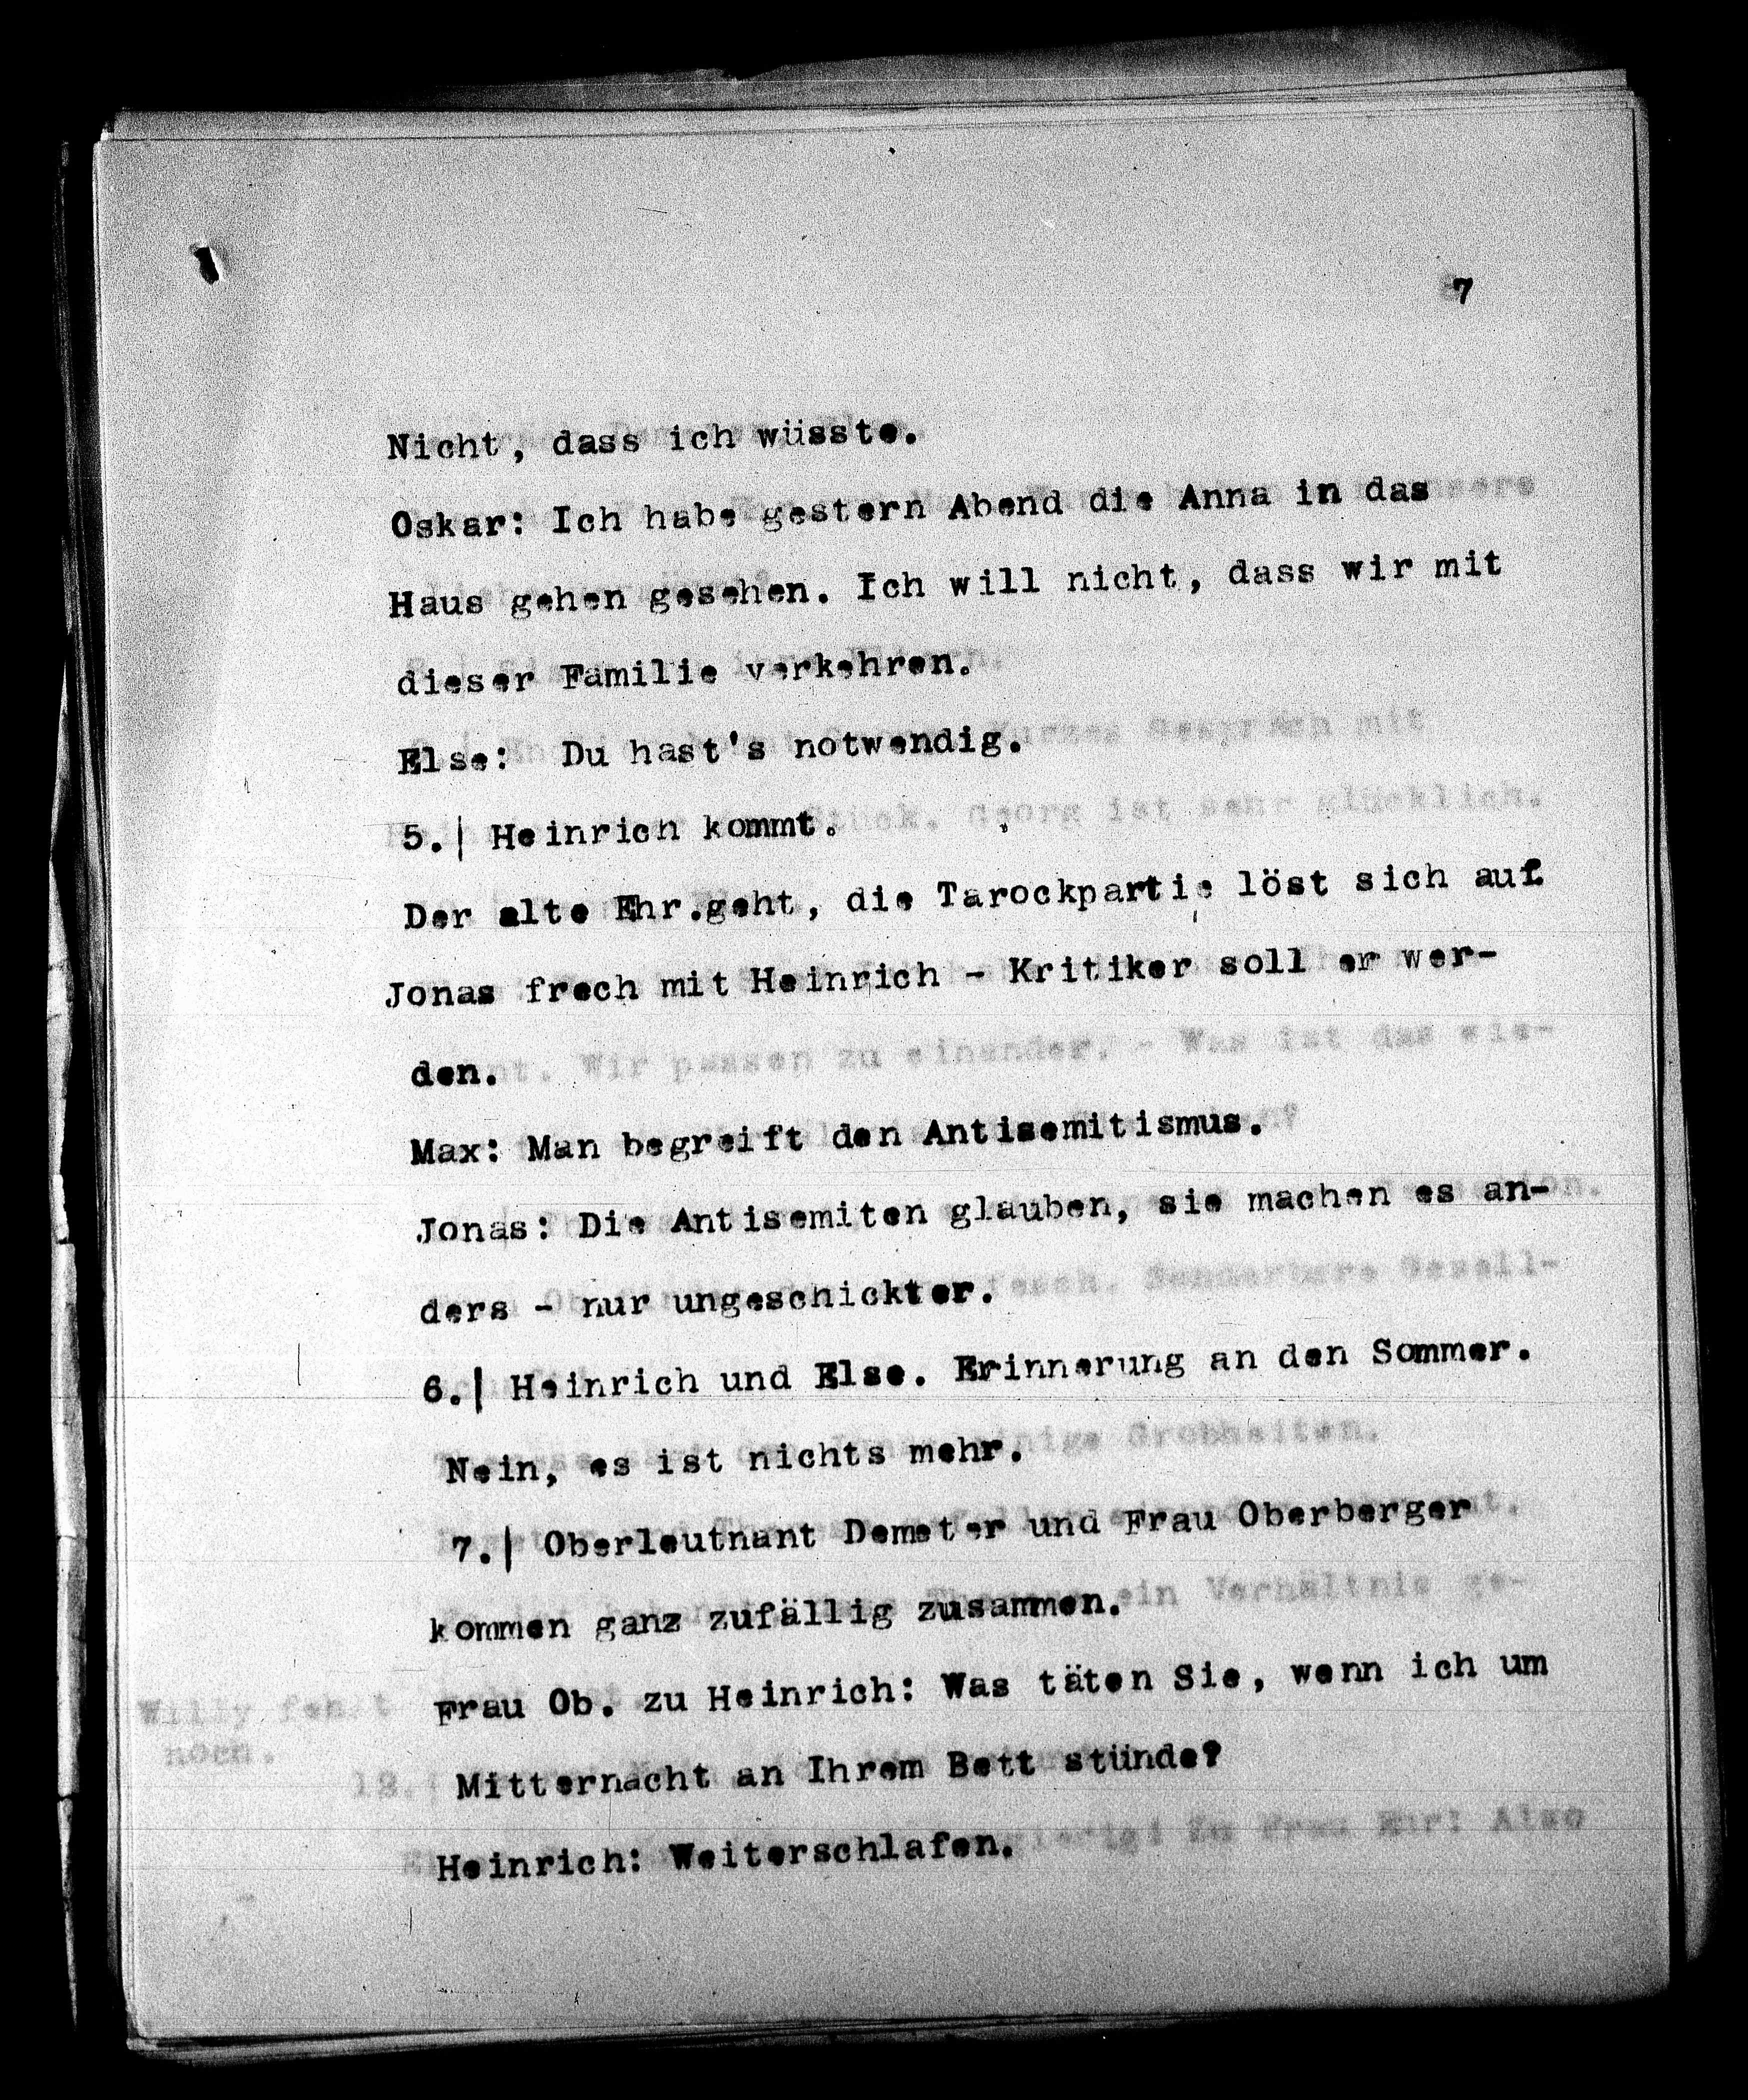 7
Nicht, dass ich wüsste.
Oskar: Ich habe gestern Abend die Anna in das
Haus gehen gesehen. Ich will nicht, dass wir mit
dieser Familie verkehren.
Else:  Du hast's notwendig.
5.| Heinrich kommt.
Der alte Ehr.geht, die Tarockpartie löst sich auf.
Jonas frech mit Heinrich - Kritiker soll er wer-
den.
Max: Man begreift den Antisemitismus.
Jonas: Die Antisemiten glauben, sie machen es an-
ders - nur ungeschickter.
6.| Heinrich und Else. Erinnerung an den Sommer.
Nein, es ist nichts mehr.
7.| Oberleutnant Demeter und Frau Oberberger
kommen ganz zufällig zusammen.
Frau Ob. zu Heinrich: Was täten Sie, wenn ich um
Mitternacht an Ihrem Bett stünde?
Heinrich: Weiterschlafen.